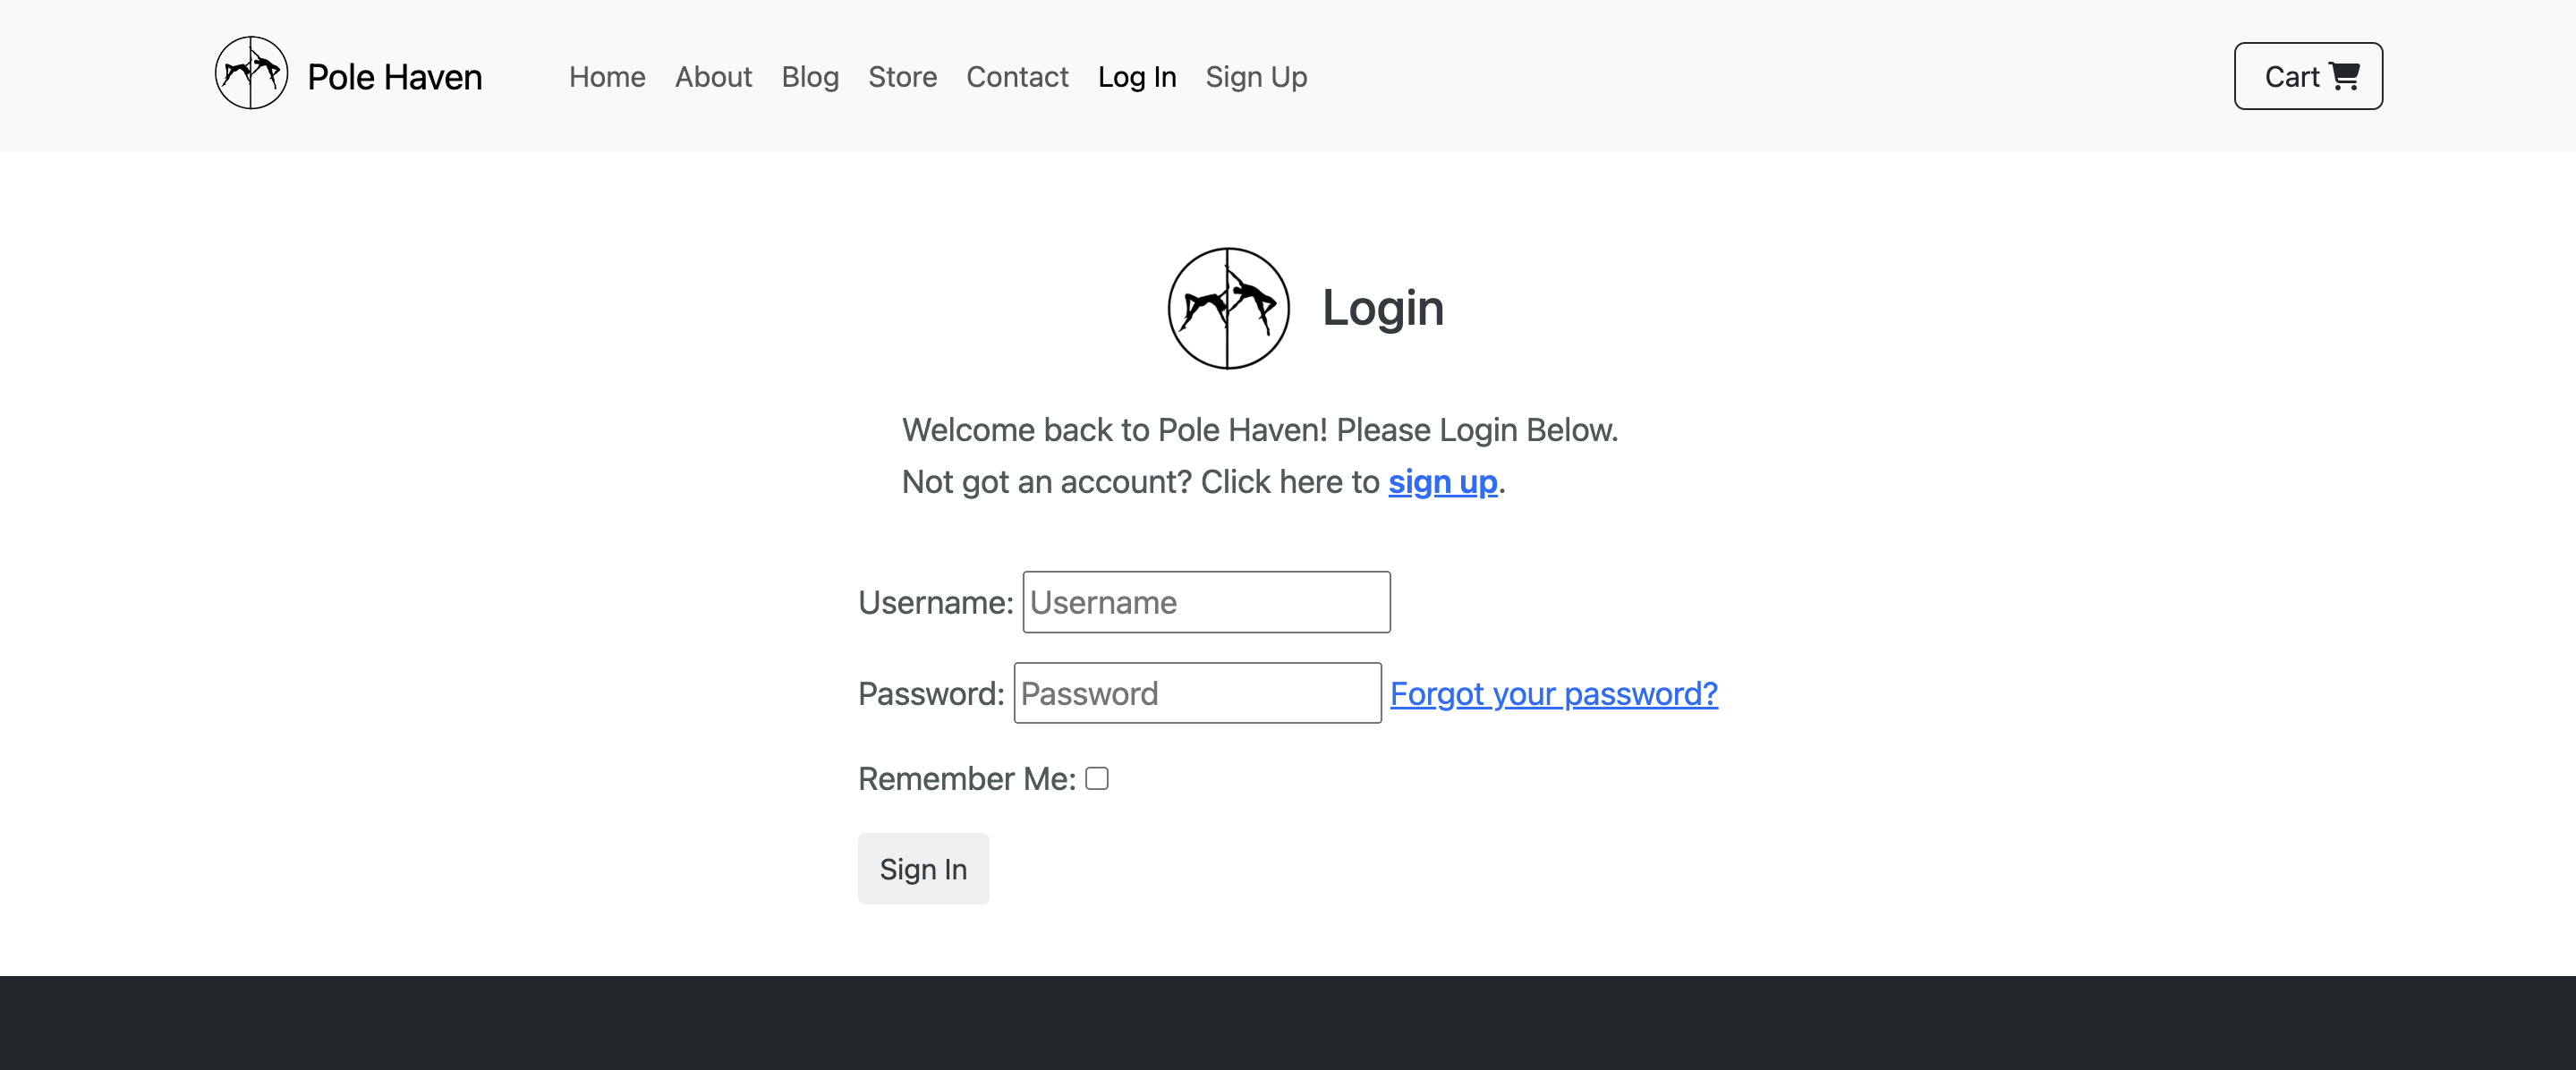 Pole Haven Home About Blog Store Contact Log In Sign Up Cart
Login
Welcome back to Pole Haven! Please Login Below.
Not got an account? Click here to sign up.
Username: Username
Password: Password Forgot your password?
Remember Me:
Sign In